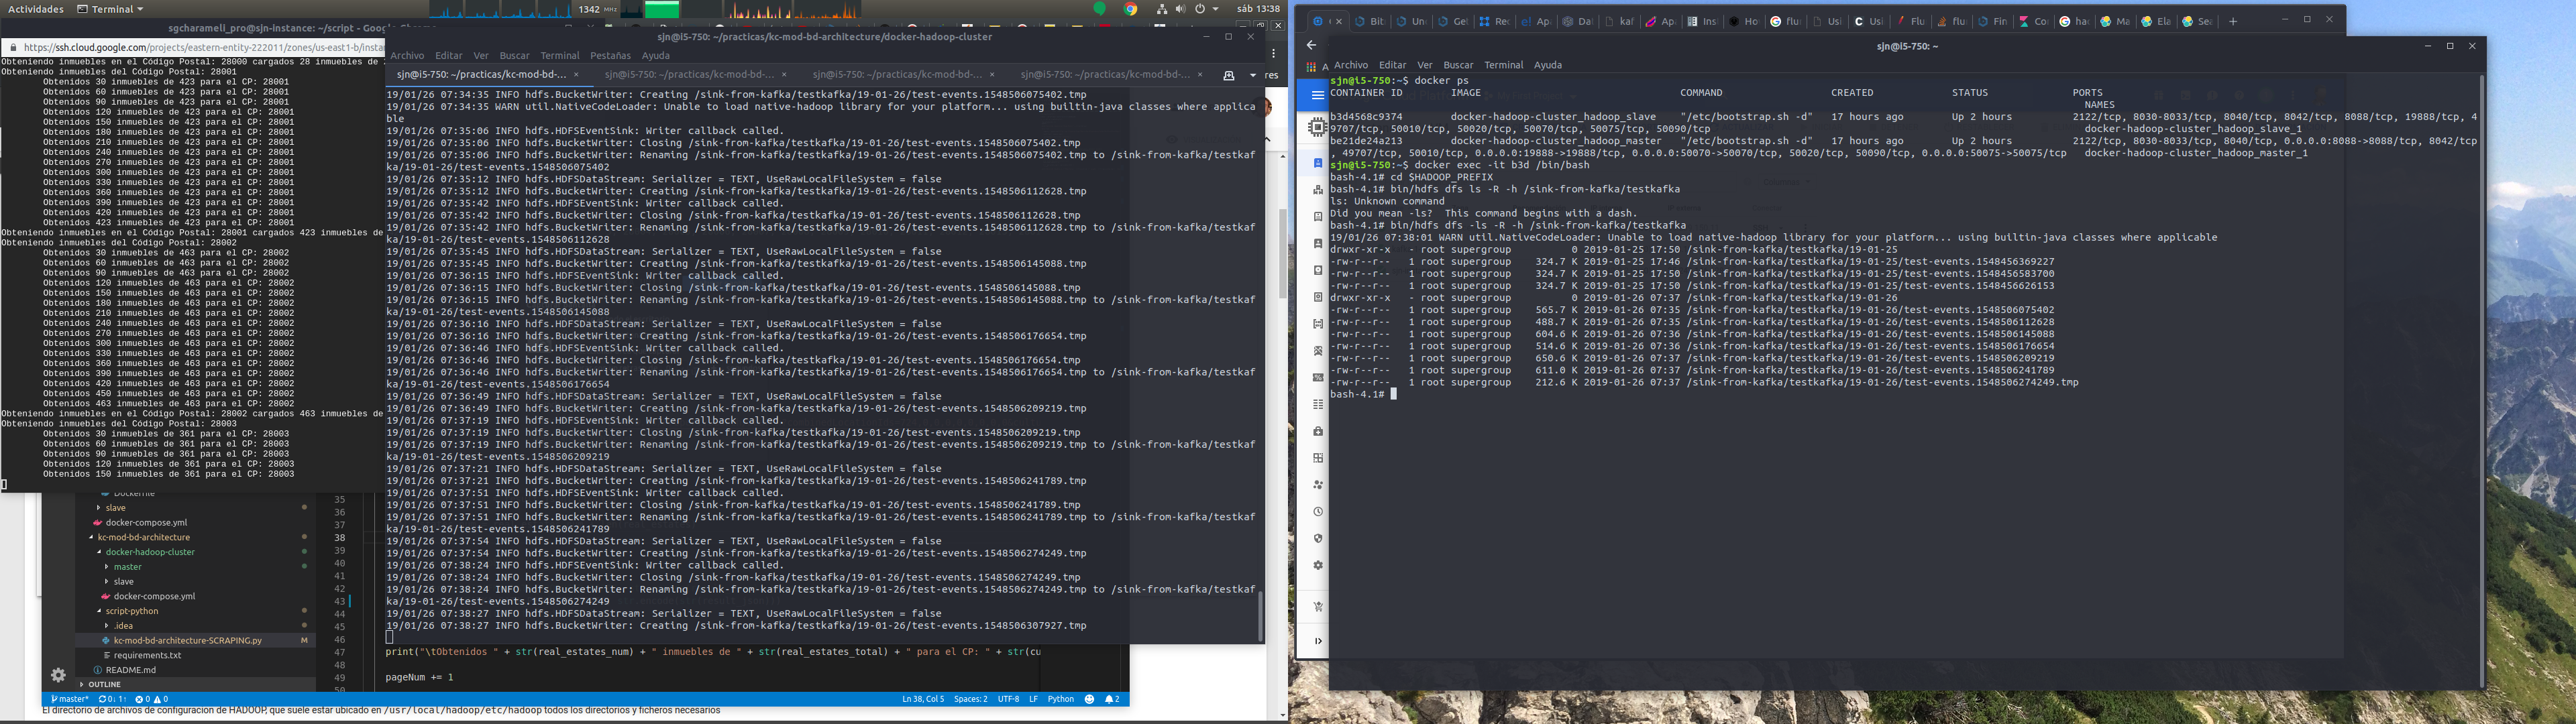 Actividades
Terminal
1342 MHz
sáb 13:38
sgcharameli_pro@sjn-instance: ~/script - Google Chrome
https://ssh.cloud.google.com/projects/eastern-entity-222011/zones/us-east1-b/instan
Obteniendo inmuebles en el Código Postal: 28000 cargados 28 inmuebles de
Obteniendo inmuebles del Código Postal: 28001
Obtenidos 30 inmuebles de 423 para el CP: 28001
Obtenidos 60 inmuebles de 423 para el CP: 28001
Obtenidos 90 inmuebles de 423 para el CP: 28001
Obtenidos 120 inmuebles de 423 para el CP: 28001
Obtenidos 150 inmuebles de 423 para el CP: 28001
Obtenidos 180 inmuebles de 423 para el CP: 28001
Obtenidos 210 inmuebles de 423 para el CP: 28001
Obtenidos 240 inmuebles de 423 para el CP: 28001
Obtenidos 270 inmuebles de 423 para el CP: 28001
Obtenidos 300 inmuebles de 423 para el CP: 28001
Obtenidos 330 inmuebles de 423 para el CP: 28001
Obtenidos 360 inmuebles de 423 para el CP: 28001
Obtenidos 390 inmuebles de 423 para el CP: 28001
Obtenidos 420 inmuebles de 423 para el CP: 28001
Obtenidos 423 inmuebles de 423 para el CP: 28001
Obteniendo inmuebles en el Código Postal: 28001 cargados 423 inmuebles de
Obteniendo inmuebles del Código Postal: 28002
Obtenidos 30 inmuebles de 463 para el CP: 28002
Obtenidos 60 inmuebles de 463 para el CP: 28002
Obtenidos 90 inmuebles de 463 para el CP: 28002
Obtenidos 120 inmuebles de 463 para el CP: 28002
Obtenidos 150 inmuebles de 463 para el CP: 28002
Obtenidos 180 inmuebles de 463 para el CP: 28002
Obtenidos 210 inmuebles de 463 para el CP: 28002
Obtenidos 240 inmuebles de 463 para el CP: 28002
Obtenidos 270 inmuebles de 463 para el CP: 28002
Obtenidos 300 inmuebles de 463 para el CP: 28002
Obtenidos 330 inmuebles de 463 para el CP: 28002
Obtenidos 360 inmuebles de 463 para el CP: 28002
Obtenidos 390 inmuebles de 463 para el CP: 28002
Obtenidos 420 inmuebles de 463 para el CP: 28002
Obtenidos 450 inmuebles de 463 para el CP: 28002
Obtenidos 463 inmuebles de 463 para el CP: 28002
Obteniendo inmuebles en el Código Postal: 28002 cargados 463 inmuebles de
Obteniendo inmuebles del Código Postal: 28003
Obtenidos 30 inmuebles de 361 para el CP: 28003
Obtenidos 60 inmuebles de 361 para el CP: 28003
Obtenidos 90 inmuebles de 361 para el CP: 28003
Obtenidos 120 inmuebles de 361 para el CP: 28003
Obtenidos 150 inmuebles de 361 para el CP: 28003
sjn@i5-750: ~/practicas/kc-mod-bd-architecture/docker-hadoop-cluster
Archivo Editar Ver Buscar Terminal Pestañas Ayuda
sjn@i5-750: ~/practicas/kc-mod-bd-... × sjn@i5-750: ~/practicas/kc-mod-bd-... × sjn@i5-750: ~/practicas/kc-mod-bd-... × sjn@i5-750: ~/practicas/kc-mod-bd-... ×
res
19/01/26 07:34:35 INFO hdfs.BucketWriter: Creating /sink-from-kafka/testkafka/19-01-26/test-events.1548506075402.tmp
19/01/26 07:34:35 WARN util.NativeCodeLoader: Unable to load native-hadoop library for your platform... using builtin-java classes where applica
ble
19/01/26 07:35:06 INFO hdfs.HDFSEventSink: Writer callback called.
19/01/26 07:35:06 INFO hdfs.BucketWriter: Closing /sink-from-kafka/testkafka/19-01-26/test-events.1548506075402.tmp
19/01/26 07:35:06 INFO hdfs.BucketWriter: Renaming /sink-from-kafka/testkafka/19-01-26/test-events.1548506075402.tmp to /sink-from-kafka/testkaf
ka/19-01-26/test-events.1548506075402
19/01/26 07:35:12 INFO hdfs.HDFSDataStream: Serializer = TEXT, UseRawLocalFileSystem = false
19/01/26 07:35:12 INFO hdfs.BucketWriter: Creating /sink-from-kafka/testkafka/19-01-26/test-events.1548506112628.tmp
19/01/26 07:35:42 INFO hdfs.HDFSEventSink: Writer callback called.
19/01/26 07:35:42 INFO hdfs.BucketWriter: Closing /sink-from-kafka/testkafka/19-01-26/test-events.1548506112628.tmp
19/01/26 07:35:42 INFO hdfs.BucketWriter: Renaming /sink-from-kafka/testkafka/19-01-26/test-events.1548506112628.tmp to /sink-from-kafka/testkaf
ka/19-01-26/test-events.1548506112628
19/01/26 07:35:45 INFO hdfs.HDFSDataStream: Serializer = TEXT, UseRawLocalFileSystem = false
19/01/26 07:35:45 INFO hdfs.BucketWriter: Creating /sink-from-kafka/testkafka/19-01-26/test-events.1548506145088.tmp
19/01/26 07:36:15 INFO hdfs.HDFSEventSink: Writer callback called.
19/01/26 07:36:15 INFO hdfs.BucketWriter: Closing /sink-from-kafka/testkafka/19-01-26/test-events.1548506145088.tmp
19/01/26 07:36:15 INFO hdfs.BucketWriter: Renaming /sink-from-kafka/testkafka/19-01-26/test-events.1548506145088.tmp to /sink-from-kafka/testkaf
ka/19-01-26/test-events.1548506145088
19/01/26 07:36:16 INFO hdfs.HDFSDataStream: Serializer = TEXT, UseRawLocalFileSystem = false
19/01/26 07:36:16 INFO hdfs.BucketWriter: Creating /sink-from-kafka/testkafka/19-01-26/test-events.1548506176654.tmp
19/01/26 07:36:46 INFO hdfs.HDFSEventSink: Writer callback called.
19/01/26 07:36:46 INFO hdfs.BucketWriter: Closing /sink-from-kafka/testkafka/19-01-26/test-events.1548506176654.tmp
19/01/26 07:36:46 INFO hdfs.BucketWriter: Renaming /sink-from-kafka/testkafka/19-01-26/test-events.1548506176654.tmp to /sink-from-kafka/testkaf
ka/19-01-26/test-events.1548506176654
19/01/26 07:36:49 INFO hdfs.HDFSDataStream: Serializer = TEXT, UseRawLocalFileSystem = false
19/01/26 07:36:49 INFO hdfs.BucketWriter: Creating /sink-from-kafka/testkafka/19-01-26/test-events.1548506209219.tmp
19/01/26 07:37:19 INFO hdfs.HDFSEventSink: Writer callback called.
19/01/26 07:37:19 INFO hdfs.BucketWriter: Closing /sink-from-kafka/testkafka/19-01-26/test-events.1548506209219.tmp
19/01/26 07:37:19 INFO hdfs.BucketWriter: Renaming /sink-from-kafka/testkafka/19-01-26/test-events.1548506209219.tmp to /sink-from-kafka/testkaf
ka/19-01-26/test-events.1548506209219
19/01/26 07:37:21 INFO hdfs.HDFSDataStream: Serializer = TEXT, UseRawLocalFileSystem = false
19/01/26 07:37:21 INFO hdfs.BucketWriter: Creating /sink-from-kafka/testkafka/19-01-26/test-events.1548506241789.tmp
19/01/26 07:37:51 INFO hdfs.HDFSEventSink: Writer callback called.
19/01/26 07:37:51 INFO hdfs.BucketWriter: Closing /sink-from-kafka/testkafka/19-01-26/test-events.1548506241789.tmp
19/01/26 07:37:51 INFO hdfs.BucketWriter: Renaming /sink-from-kafka/testkafka/19-01-26/test-events.1548506241789.tmp to /sink-from-kafka/testkaf
ka/19-01-26/test-events.1548506241789
19/01/26 07:37:54 INFO hdfs.HDFSDataStream: Serializer = TEXT, UseRawLocalFileSystem = false
19/01/26 07:37:54 INFO hdfs.BucketWriter: Creating /sink-from-kafka/testkafka/19-01-26/test-events.1548506274249.tmp
19/01/26 07:38:24 INFO hdfs.HDFSEventSink: Writer callback called.
19/01/26 07:38:24 INFO hdfs.BucketWriter: Closing /sink-from-kafka/testkafka/19-01-26/test-events.1548506274249.tmp
19/01/26 07:38:24 INFO hdfs.BucketWriter: Renaming /sink-from-kafka/testkafka/19-01-26/test-events.1548506274249.tmp to /sink-from-kafka/testkaf
ka/19-01-26/test-events.1548506274249
19/01/26 07:38:27 INFO hdfs.HDFSDataStream: Serializer = TEXT, UseRawLocalFileSystem = false
19/01/26 07:38:27 INFO hdfs.BucketWriter: Creating /sink-from-kafka/testkafka/19-01-26/test-events.1548506307927.tmp
Dockerfile
slave
docker-compose.yml
kc-mod-bd-architecture
docker-hadoop-cluster
master
slave
docker-compose.yml
script-python
.idea
kc-mod-bd-architecture-SCRAPING.py M
requirements.txt
README.md
OUTLINE
35
36
37
38
39
40
41
42
43
44
45
46
47 print("\tObtenidos " + str(real_estates_num) + " inmuebles de " + str(real_estates_total) + " para el CP: " + str(cu
48
49 pageNum += 1
50
master* 0↓ 1↑ 0 0
Ln 38, Col 5 Spaces: 2 UTF-8 LF Python 2
El directorio de archivos de configuracion de HADOOP, que suele estar ubicado en /usr/local/hadoop/etc/hadoop todos los directorios y ficheros necesarios
Bit Un Get Rec Ap Da kaf Ap Ins Ho flu Usi Usi Flu flu Fin Co had Ma Ela Sea
sjn@i5-750: ~
Archivo Editar Ver Buscar Terminal Ayuda
sjn@i5-750:~$ docker ps
CONTAINER ID IMAGE COMMAND CREATED STATUS PORTS
NAMES
b3d4568c9374 docker-hadoop-cluster_hadoop_slave "/etc/bootstrap.sh -d" 17 hours ago Up 2 hours 2122/tcp, 8030-8033/tcp, 8040/tcp, 8042/tcp, 8088/tcp, 19888/tcp, 4
9707/tcp, 50010/tcp, 50020/tcp, 50070/tcp, 50075/tcp, 50090/tcp docker-hadoop-cluster_hadoop_slave_1
be21de24a213 docker-hadoop-cluster_hadoop_master "/etc/bootstrap.sh -d" 17 hours ago Up 2 hours 2122/tcp, 8030-8033/tcp, 8040/tcp, 0.0.0.0:8088->8088/tcp, 8042/tcp
, 49707/tcp, 50010/tcp, 0.0.0.0:19888->19888/tcp, 0.0.0.0:50070->50070/tcp, 50020/tcp, 50090/tcp, 0.0.0.0:50075->50075/tcp docker-hadoop-cluster_hadoop_master_1
sjn@i5-750:~$ docker exec -it b3d /bin/bash
bash-4.1# cd $HADOOP_PREFIX
bash-4.1# bin/hdfs dfs ls -R -h /sink-from-kafka/testkafka
ls: Unknown command
Did you mean -ls? This command begins with a dash.
bash-4.1# bin/hdfs dfs -ls -R -h /sink-from-kafka/testkafka
19/01/26 07:38:01 WARN util.NativeCodeLoader: Unable to load native-hadoop library for your platform... using builtin-java classes where applicable
drwxr-xr-x - root supergroup 0 2019-01-25 17:50 /sink-from-kafka/testkafka/19-01-25
-rw-r--r-- 1 root supergroup 324.7 K 2019-01-25 17:46 /sink-from-kafka/testkafka/19-01-25/test-events.1548456369227
-rw-r--r-- 1 root supergroup 324.7 K 2019-01-25 17:50 /sink-from-kafka/testkafka/19-01-25/test-events.1548456583700
-rw-r--r-- 1 root supergroup 324.7 K 2019-01-25 17:50 /sink-from-kafka/testkafka/19-01-25/test-events.1548456626153
drwxr-xr-x - root supergroup 0 2019-01-26 07:37 /sink-from-kafka/testkafka/19-01-26
-rw-r--r-- 1 root supergroup 565.7 K 2019-01-26 07:35 /sink-from-kafka/testkafka/19-01-26/test-events.1548506075402
-rw-r--r-- 1 root supergroup 488.7 K 2019-01-26 07:35 /sink-from-kafka/testkafka/19-01-26/test-events.1548506112628
-rw-r--r-- 1 root supergroup 604.6 K 2019-01-26 07:36 /sink-from-kafka/testkafka/19-01-26/test-events.1548506145088
-rw-r--r-- 1 root supergroup 514.6 K 2019-01-26 07:36 /sink-from-kafka/testkafka/19-01-26/test-events.1548506176654
-rw-r--r-- 1 root supergroup 650.6 K 2019-01-26 07:37 /sink-from-kafka/testkafka/19-01-26/test-events.1548506209219
-rw-r--r-- 1 root supergroup 611.0 K 2019-01-26 07:37 /sink-from-kafka/testkafka/19-01-26/test-events.1548506241789
-rw-r--r-- 1 root supergroup 212.6 K 2019-01-26 07:37 /sink-from-kafka/testkafka/19-01-26/test-events.1548506274249.tmp
bash-4.1#